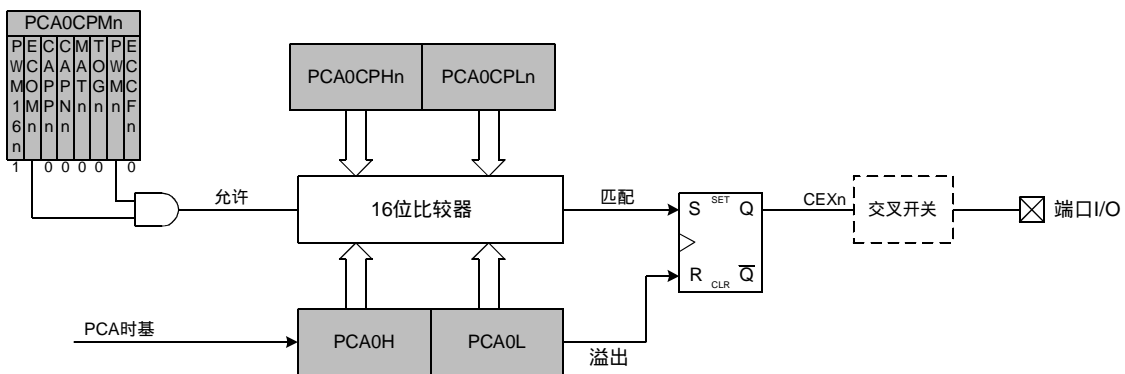 PCA0CPMn
PWM16n
ECOMn
CAPPn
CAPNn
MATn
TOGn
PWMn
ECCFn
1 0 0 0 0 0
PCA0CPHn
PCA0CPLn
允许
16位比较器
匹配
S SET Q
R CLR Q
CEXn
交叉开关
端口I/O
PCA时基
PCA0H
PCA0L
溢出